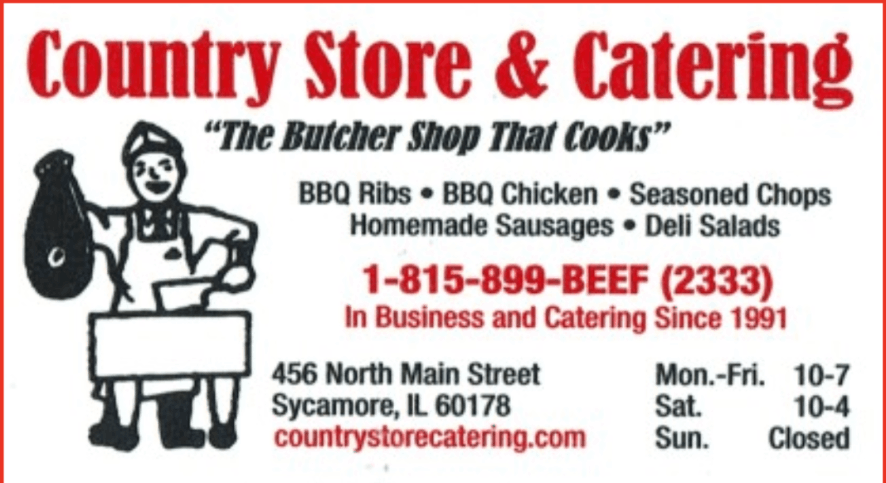 Country Store & Catering
"The Butcher Shop That Cooks"
BBQ Ribs • BBQ Chicken • Seasoned Chops
Homemade Sausages • Deli Salads
1-815-899-BEEF (2333)
In Business and Catering Since 1991
456 North Main Street
Sycamore, IL 60178
countrystorecatering.com
Mon.-Fri. 10-7
Sat. 10-4
Sun. Closed